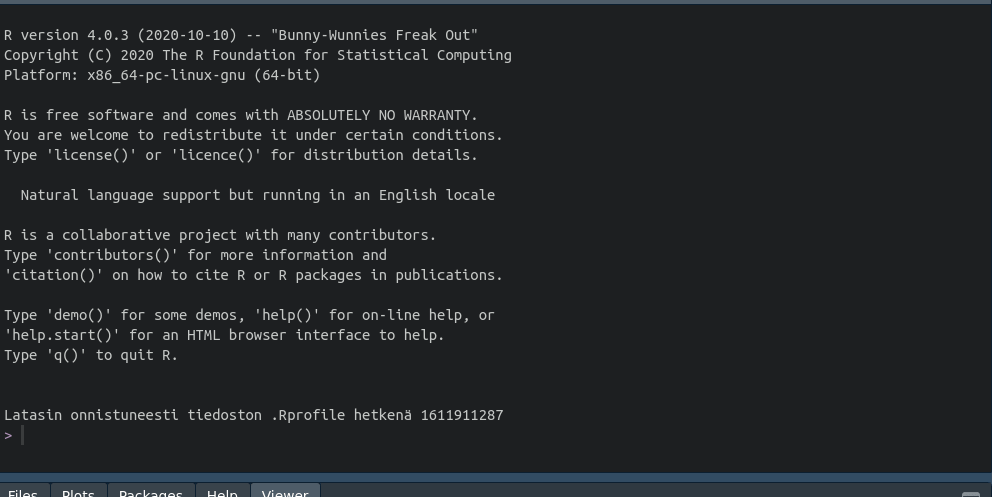 R version 4.0.3 (2020-10-10) -- "Bunny-Wunnies Freak Out"
Copyright (C) 2020 The R Foundation for Statistical Computing
Platform: x86_64-pc-linux-gnu (64-bit)
R is free software and comes with ABSOLUTELY NO WARRANTY.
You are welcome to redistribute it under certain conditions.
Type 'license()' or 'licence()' for distribution details.
Natural language support but running in an English locale
R is a collaborative project with many contributors.
Type 'contributors()' for more information and
'citation()' on how to cite R or R packages in publications.
Type 'demo()' for some demos, 'help()' for on-line help, or
'help.start()' for an HTML browser interface to help.
Type 'q()' to quit R.
Latasin onnistuneesti tiedoston .Rprofile hetkenä 1611911287
>
Files Plots Packages Help Viewer